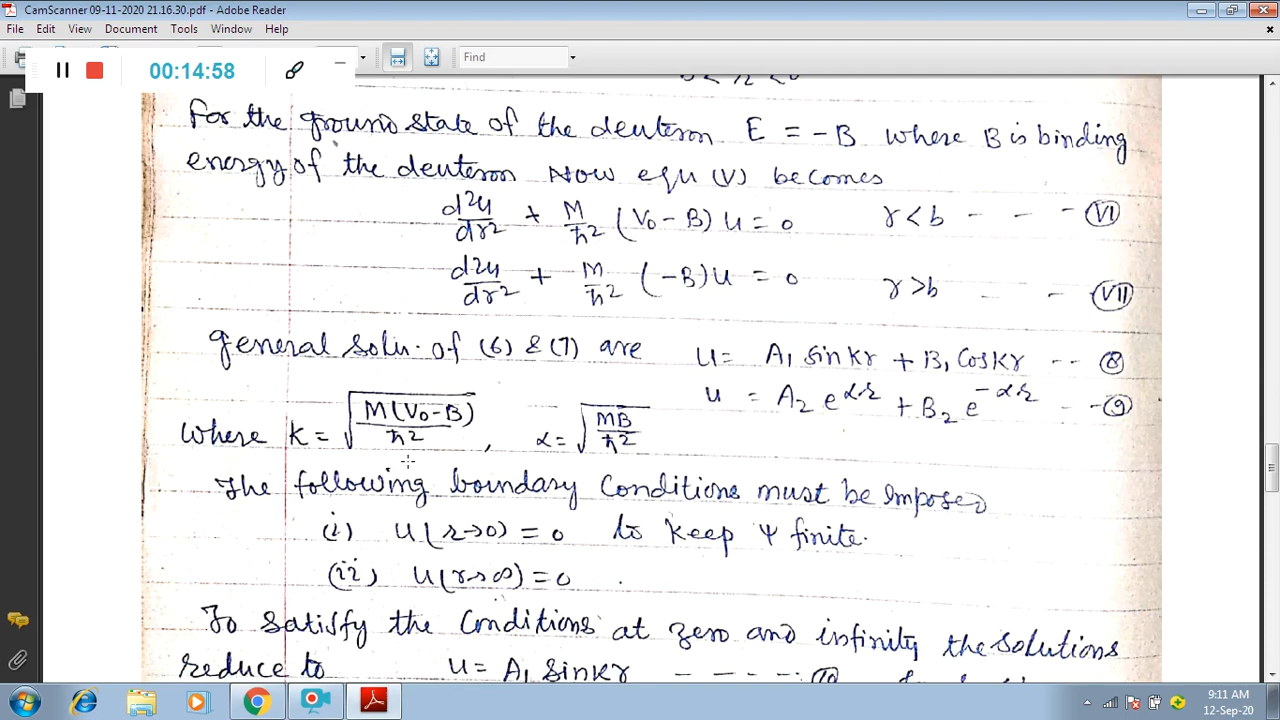 CamScanner 09-11-2020 21.16.30.pdf - Adobe Reader
File Edit View Document Tools Window Help
00:14:58
Find
For the ground state of the deuteron E = -B where B is binding
energy of the deuteron Now equ (V) becomes
d²u/dr² + M/ħ² (V₀ - B) u = 0 r < b - - - (VI)
d²u/dr² + M/ħ² (-B) u = 0 r > b - - (VII)
general solu. of (6) & (7) are u = A₁ sin kr + B₁ cos kr -- (8)
u = A₂ e^αr + B₂ e^-αr -- (9)
where k = √(M(V₀-B)/ħ²), α = √(MB/ħ²)
The following boundary conditions must be imposed
(i) u(r→0) = 0 to keep ψ finite.
(ii) u(r→∞) = 0 .
To satisfy the conditions at zero and infinity the solutions
reduce to u = A₁ sin kr - - - -
9:11 AM
12-Sep-20